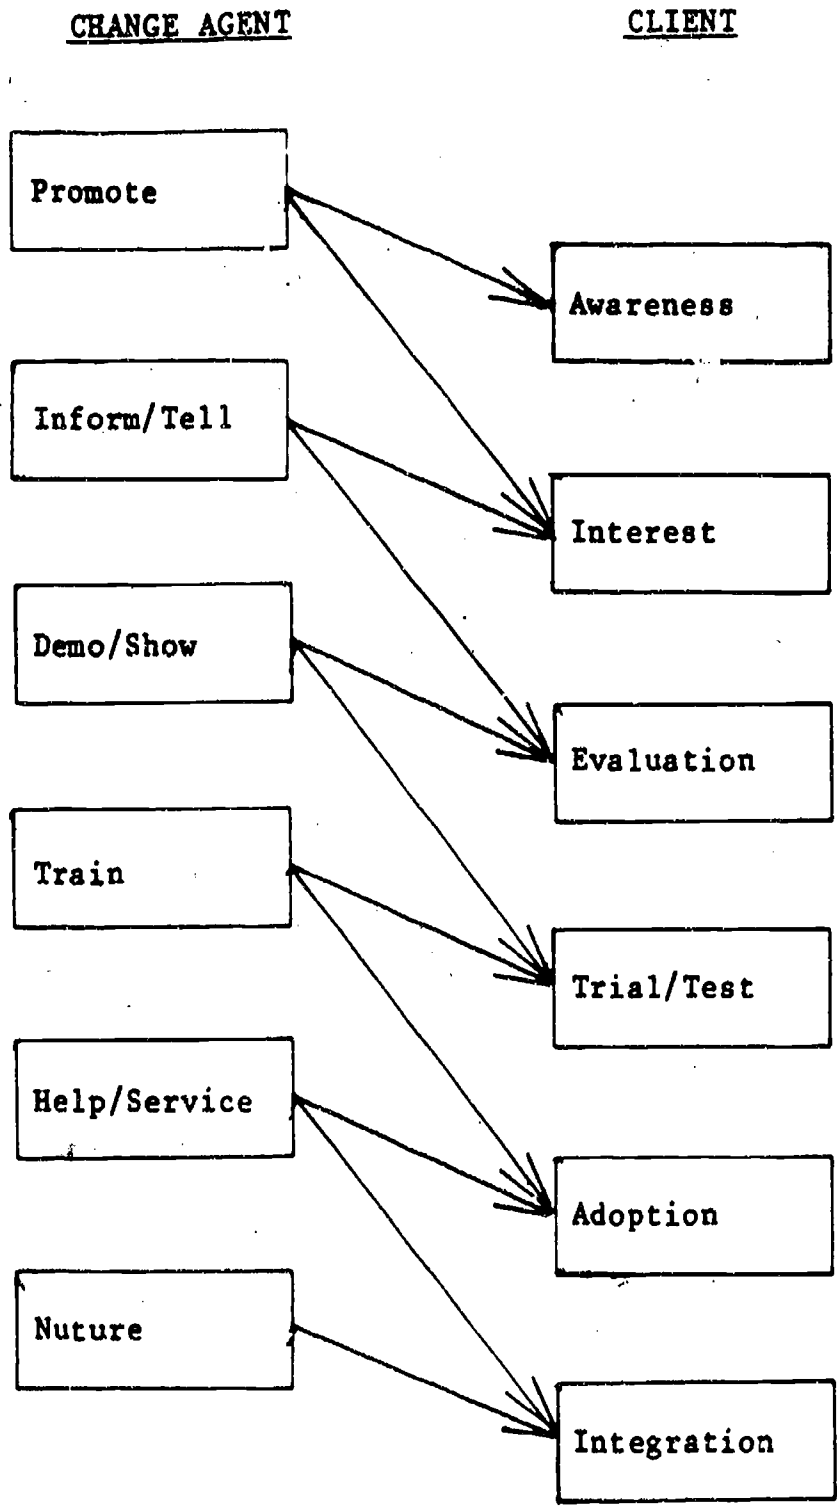 CHANGE AGENT
CLIENT
Promote
Awareness
Inform/Tell
Interest
Demo/Show
Evaluation
Train
Trial/Test
Help/Service
Adoption
Nuture
Integration